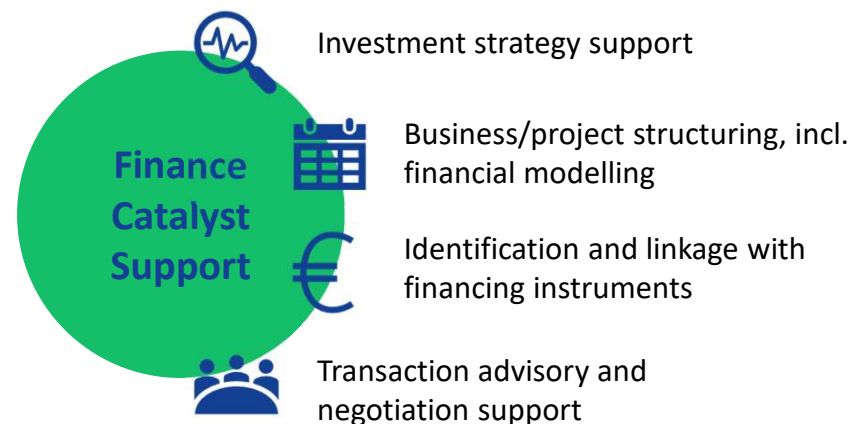 Finance
Catalyst
Support
Investment strategy support
Business/project structuring, incl.
financial modelling
€
Identification and linkage with
financing instruments
Transaction advisory and
negotiation support